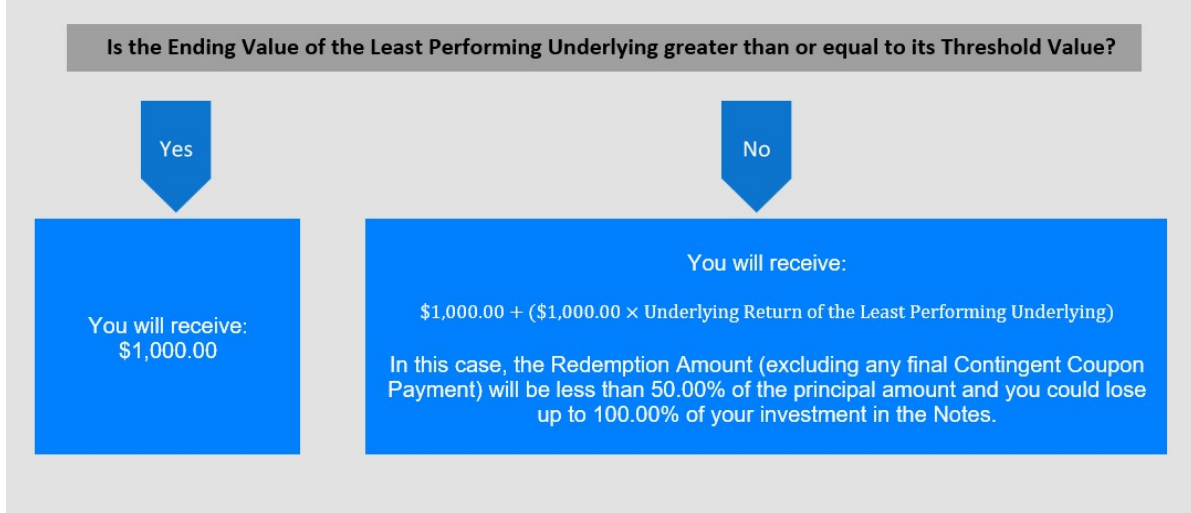 Is the Ending Value of the Least Performing Underlying greater than or equal to its Threshold Value?
Yes
No
You will receive:
$1,000.00
You will receive:
$1,000.00 + ($1,000.00 × Underlying Return of the Least Performing Underlying)
In this case, the Redemption Amount (excluding any final Contingent Coupon
Payment) will be less than 50.00% of the principal amount and you could lose
up to 100.00% of your investment in the Notes.